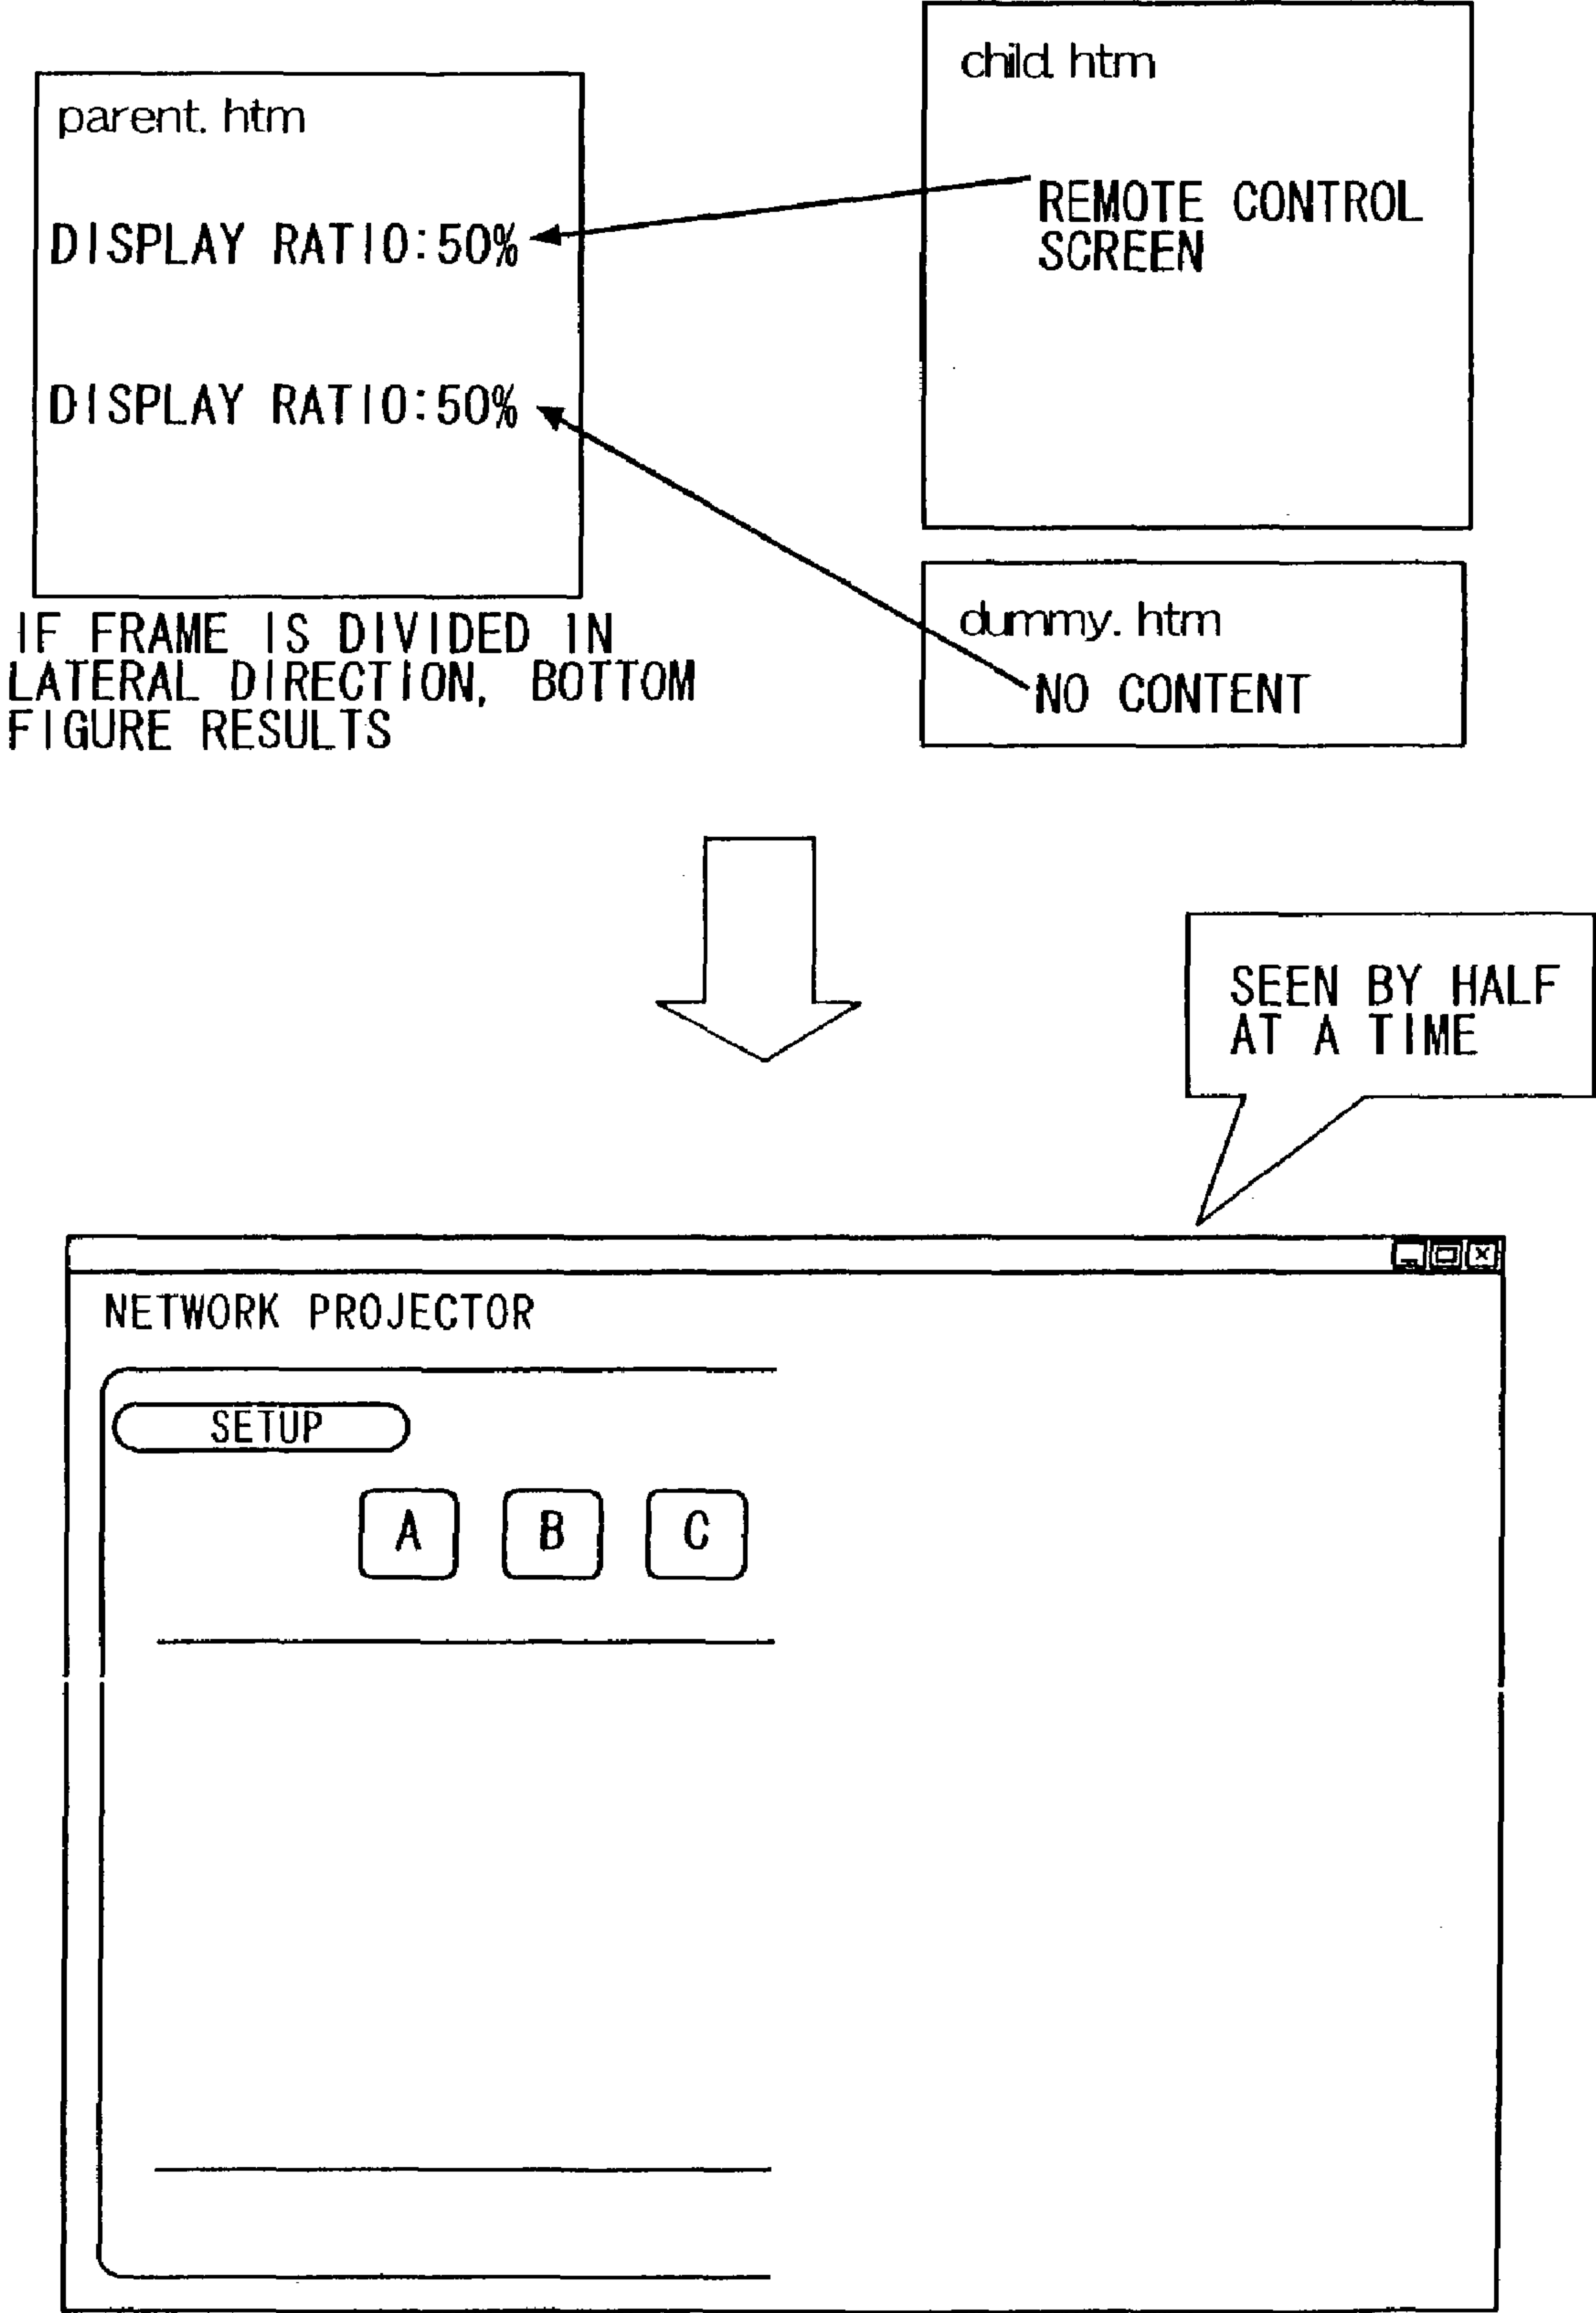 parent. htm
DISPLAY RATIO:50%
DISPLAY RATIO:50%
child. htm
REMOTE CONTROL
SCREEN
dummy. htm
NO CONTENT
IF FRAME IS DIVIDED IN
LATERAL DIRECTION, BOTTOM
FIGURE RESULTS
SEEN BY HALF
AT A TIME
NETWORK PROJECTOR
SETUP
A B C